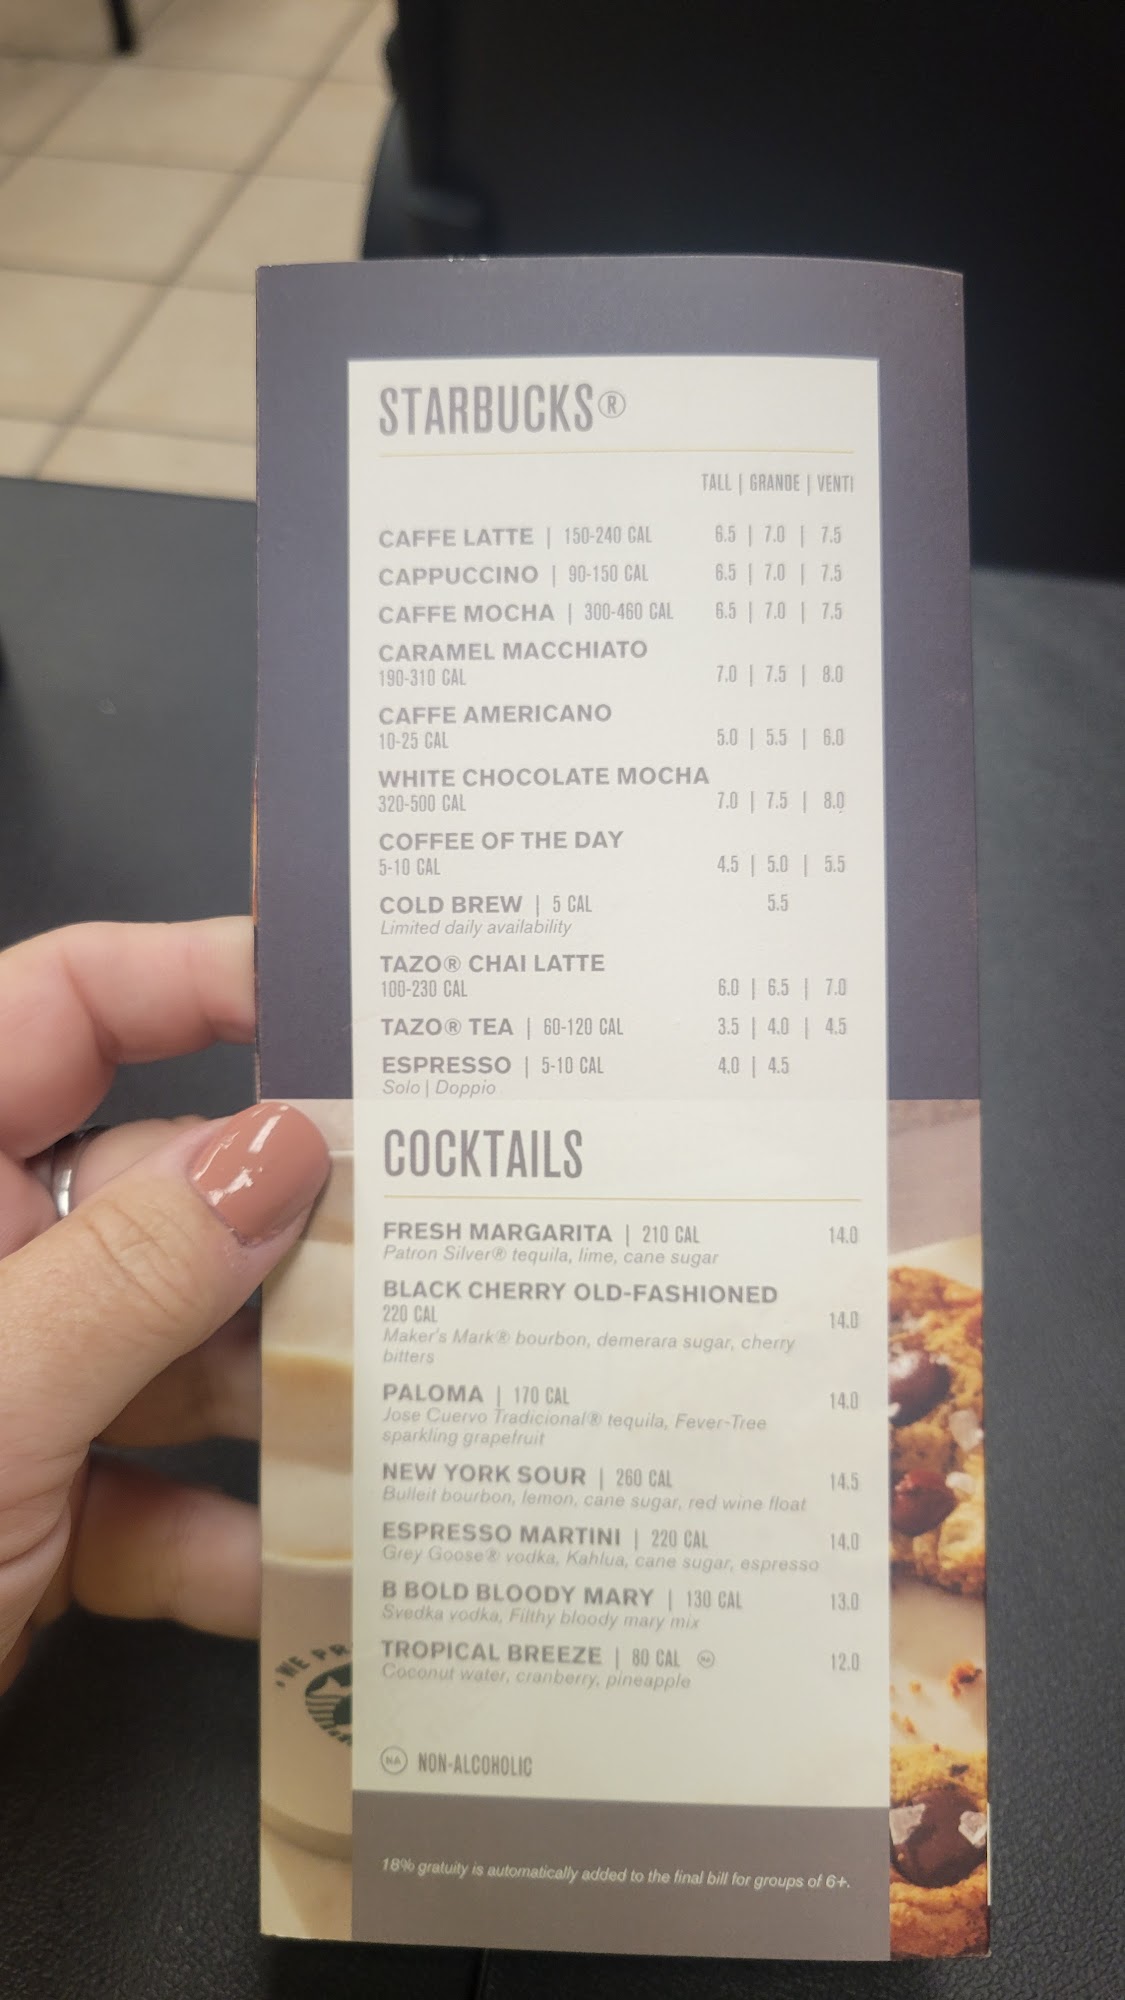 STARBUCKS®
TALL | GRANDE | VENTI
CAFFE LATTE | 150-240 CAL 6.5 | 7.0 | 7.5
CAPPUCCINO | 90-150 CAL 6.5 | 7.0 | 7.5
CAFFE MOCHA | 300-460 CAL 6.5 | 7.0 | 7.5
CARAMEL MACCHIATO
190-310 CAL 7.0 | 7.5 | 8.0
CAFFE AMERICANO
10-25 CAL 5.0 | 5.5 | 6.0
WHITE CHOCOLATE MOCHA
320-500 CAL 7.0 | 7.5 | 8.0
COFFEE OF THE DAY
5-10 CAL 4.5 | 5.0 | 5.5
COLD BREW | 5 CAL 5.5
Limited daily availability
TAZO® CHAI LATTE
100-230 CAL 6.0 | 6.5 | 7.0
TAZO® TEA | 60-120 CAL 3.5 | 4.0 | 4.5
ESPRESSO | 5-10 CAL 4.0 | 4.5
Solo | Doppio
COCKTAILS
FRESH MARGARITA | 210 CAL 14.0
Patron Silver® tequila, lime, cane sugar
BLACK CHERRY OLD-FASHIONED
220 CAL 14.0
Maker's Mark® bourbon, demerara sugar, cherry
bitters
PALOMA | 170 CAL 14.0
Jose Cuervo Tradicional® tequila, Fever-Tree
sparkling grapefruit
NEW YORK SOUR | 260 CAL 14.5
Bulleit bourbon, lemon, cane sugar, red wine float
ESPRESSO MARTINI | 220 CAL 14.0
Grey Goose® vodka, Kahlua, cane sugar, espresso
B BOLD BLOODY MARY | 130 CAL 13.0
Svedka vodka, Filthy bloody mary mix
TROPICAL BREEZE | 80 CAL NA 12.0
Coconut water, cranberry, pineapple
WE PR
NA NON-ALCOHOLIC
18% gratuity is automatically added to the final bill for groups of 6+.